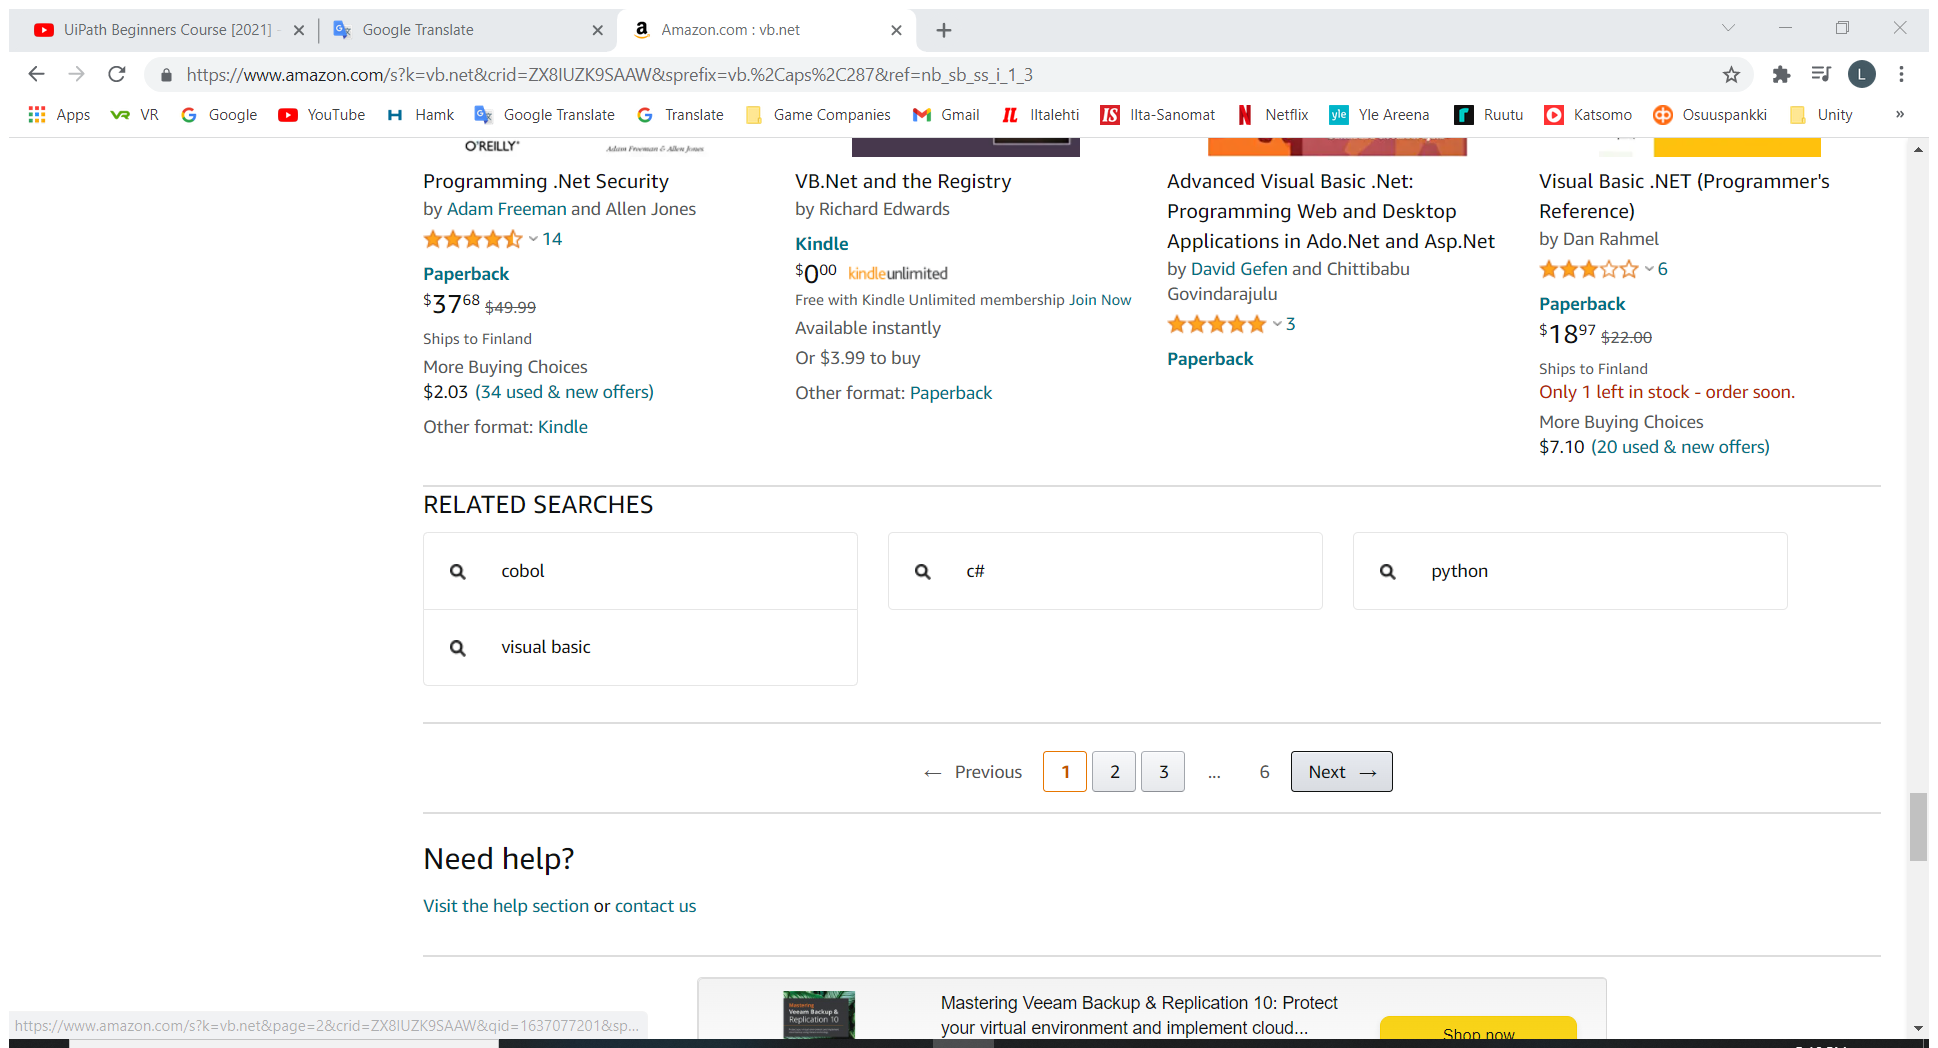 UiPath Beginners Course [2021]
Google Translate
Amazon.com : vb.net
https://www.amazon.com/s?k=vb.net&crid=ZX8IUZK9SAAW&sprefix=vb.%2Caps%2C287&ref=nb_sb_ss_i_1_3
L
Apps VR Google YouTube Hamk Google Translate Translate Game Companies Gmail Iltalehti Ilta-Sanomat Netflix Yle Areena Ruutu Katsomo Osuuspankki Unity »
O'REILLY® Adam Freeman & Allen Jones
Programming .Net Security
by Adam Freeman and Allen Jones
14
Paperback
$37.68 $49.99
Ships to Finland
More Buying Choices
$2.03 (34 used & new offers)
Other format: Kindle
VB.Net and the Registry
by Richard Edwards
Kindle
$0.00 kindleunlimited
Free with Kindle Unlimited membership Join Now
Available instantly
Or $3.99 to buy
Other format: Paperback
Advanced Visual Basic .Net:
Programming Web and Desktop
Applications in Ado.Net and Asp.Net
by David Gefen and Chittibabu
Govindarajulu
3
Paperback
Visual Basic .NET (Programmer's
Reference)
by Dan Rahmel
6
Paperback
$18.97 $22.00
Ships to Finland
Only 1 left in stock - order soon.
More Buying Choices
$7.10 (20 used & new offers)
RELATED SEARCHES
cobol
c#
python
visual basic
← Previous 1 2 3 ... 6 Next →
Need help?
Visit the help section or contact us
Mastering
Veeam Backup &
Replication 10
Mastering Veeam Backup & Replication 10: Protect
your virtual environment and implement cloud...
Shop now
https://www.amazon.com/s?k=vb.net&page=2&crid=ZX8IUZK9SAAW&qid=1637077201&sp...